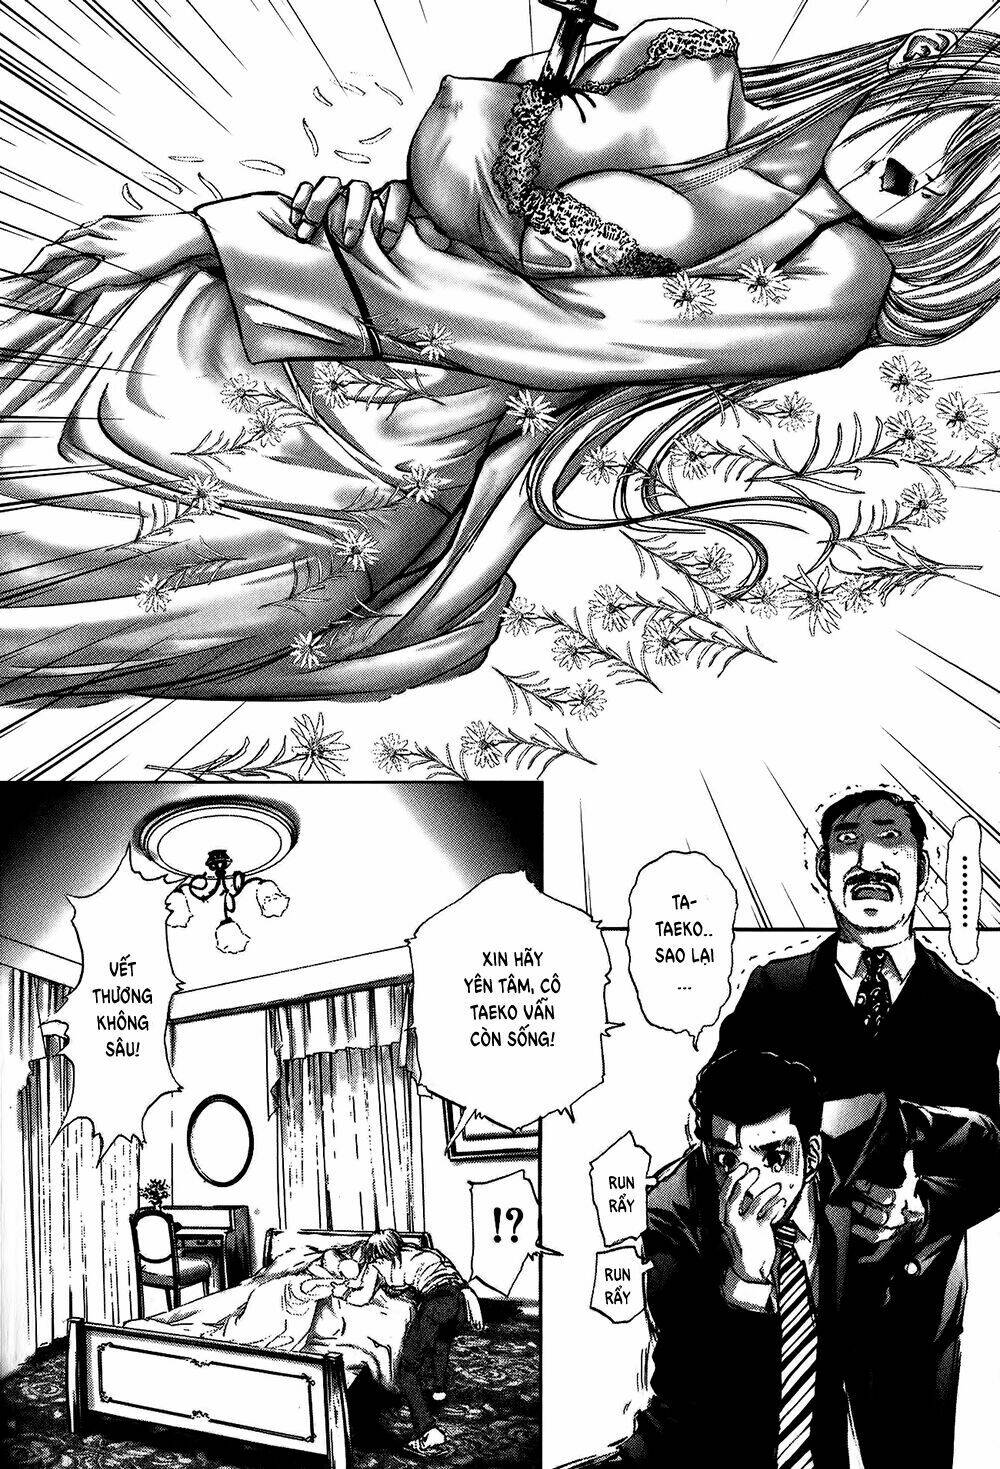 TA-
TAEKO..
SAO LẠI
...
.........
RUN
RẨY
RUN
RẨY
XIN HÃY
YÊN TÂM, CÔ
TAEKO VẪN
CÒN SỐNG!
!?
VẾT
THƯƠNG
KHÔNG
SÂU!